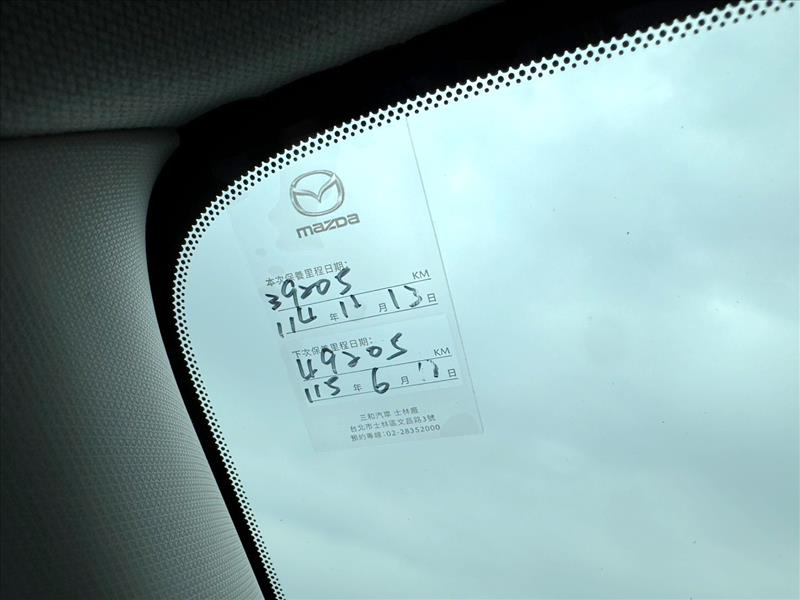 mazda
本次保養里程日期:
39205 KM
114 年 11 月 13 日
下次保養里程日期:
49205 KM
115 年 6 月 日
三和汽車 士林廠
台北市士林區文昌路3號
預約專線:02-28352000